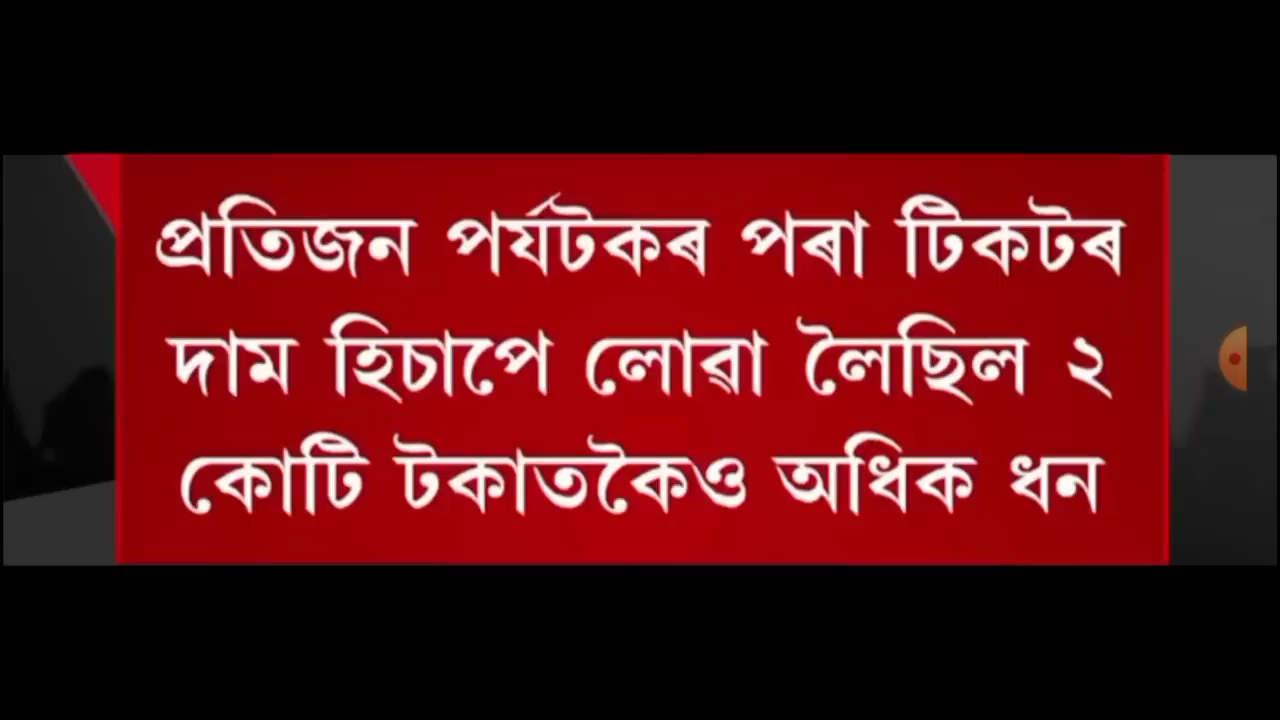 প্ৰতিজন পৰ্যটকৰ পৰা টিকটৰ
দাম হিচাপে লোৱা লৈছিল ২
কোটি টকাতকৈও অধিক ধন